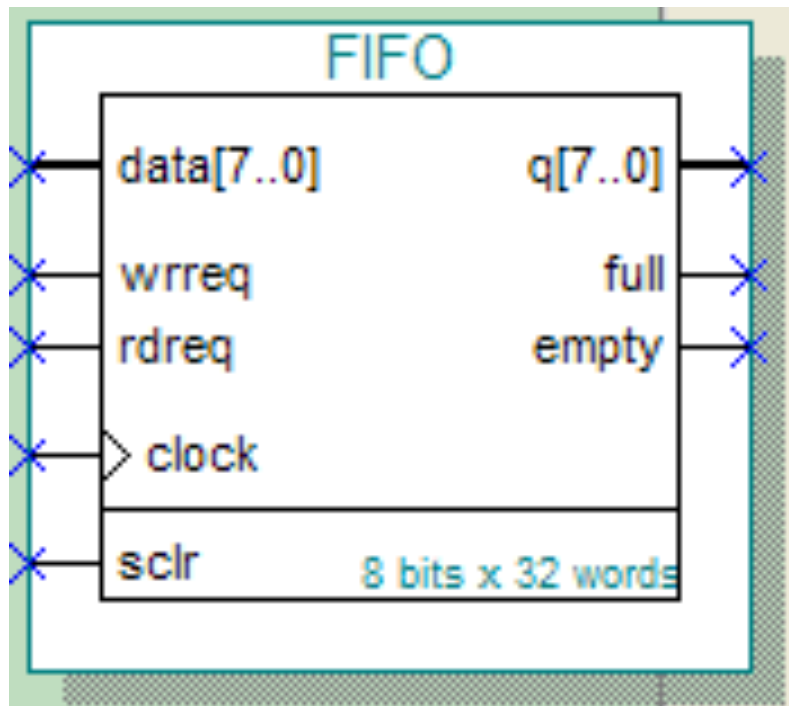 FIFO
data[7..0] q[7..0]
wrreq full
rdreq empty
clock
sclr 8 bits x 32 words